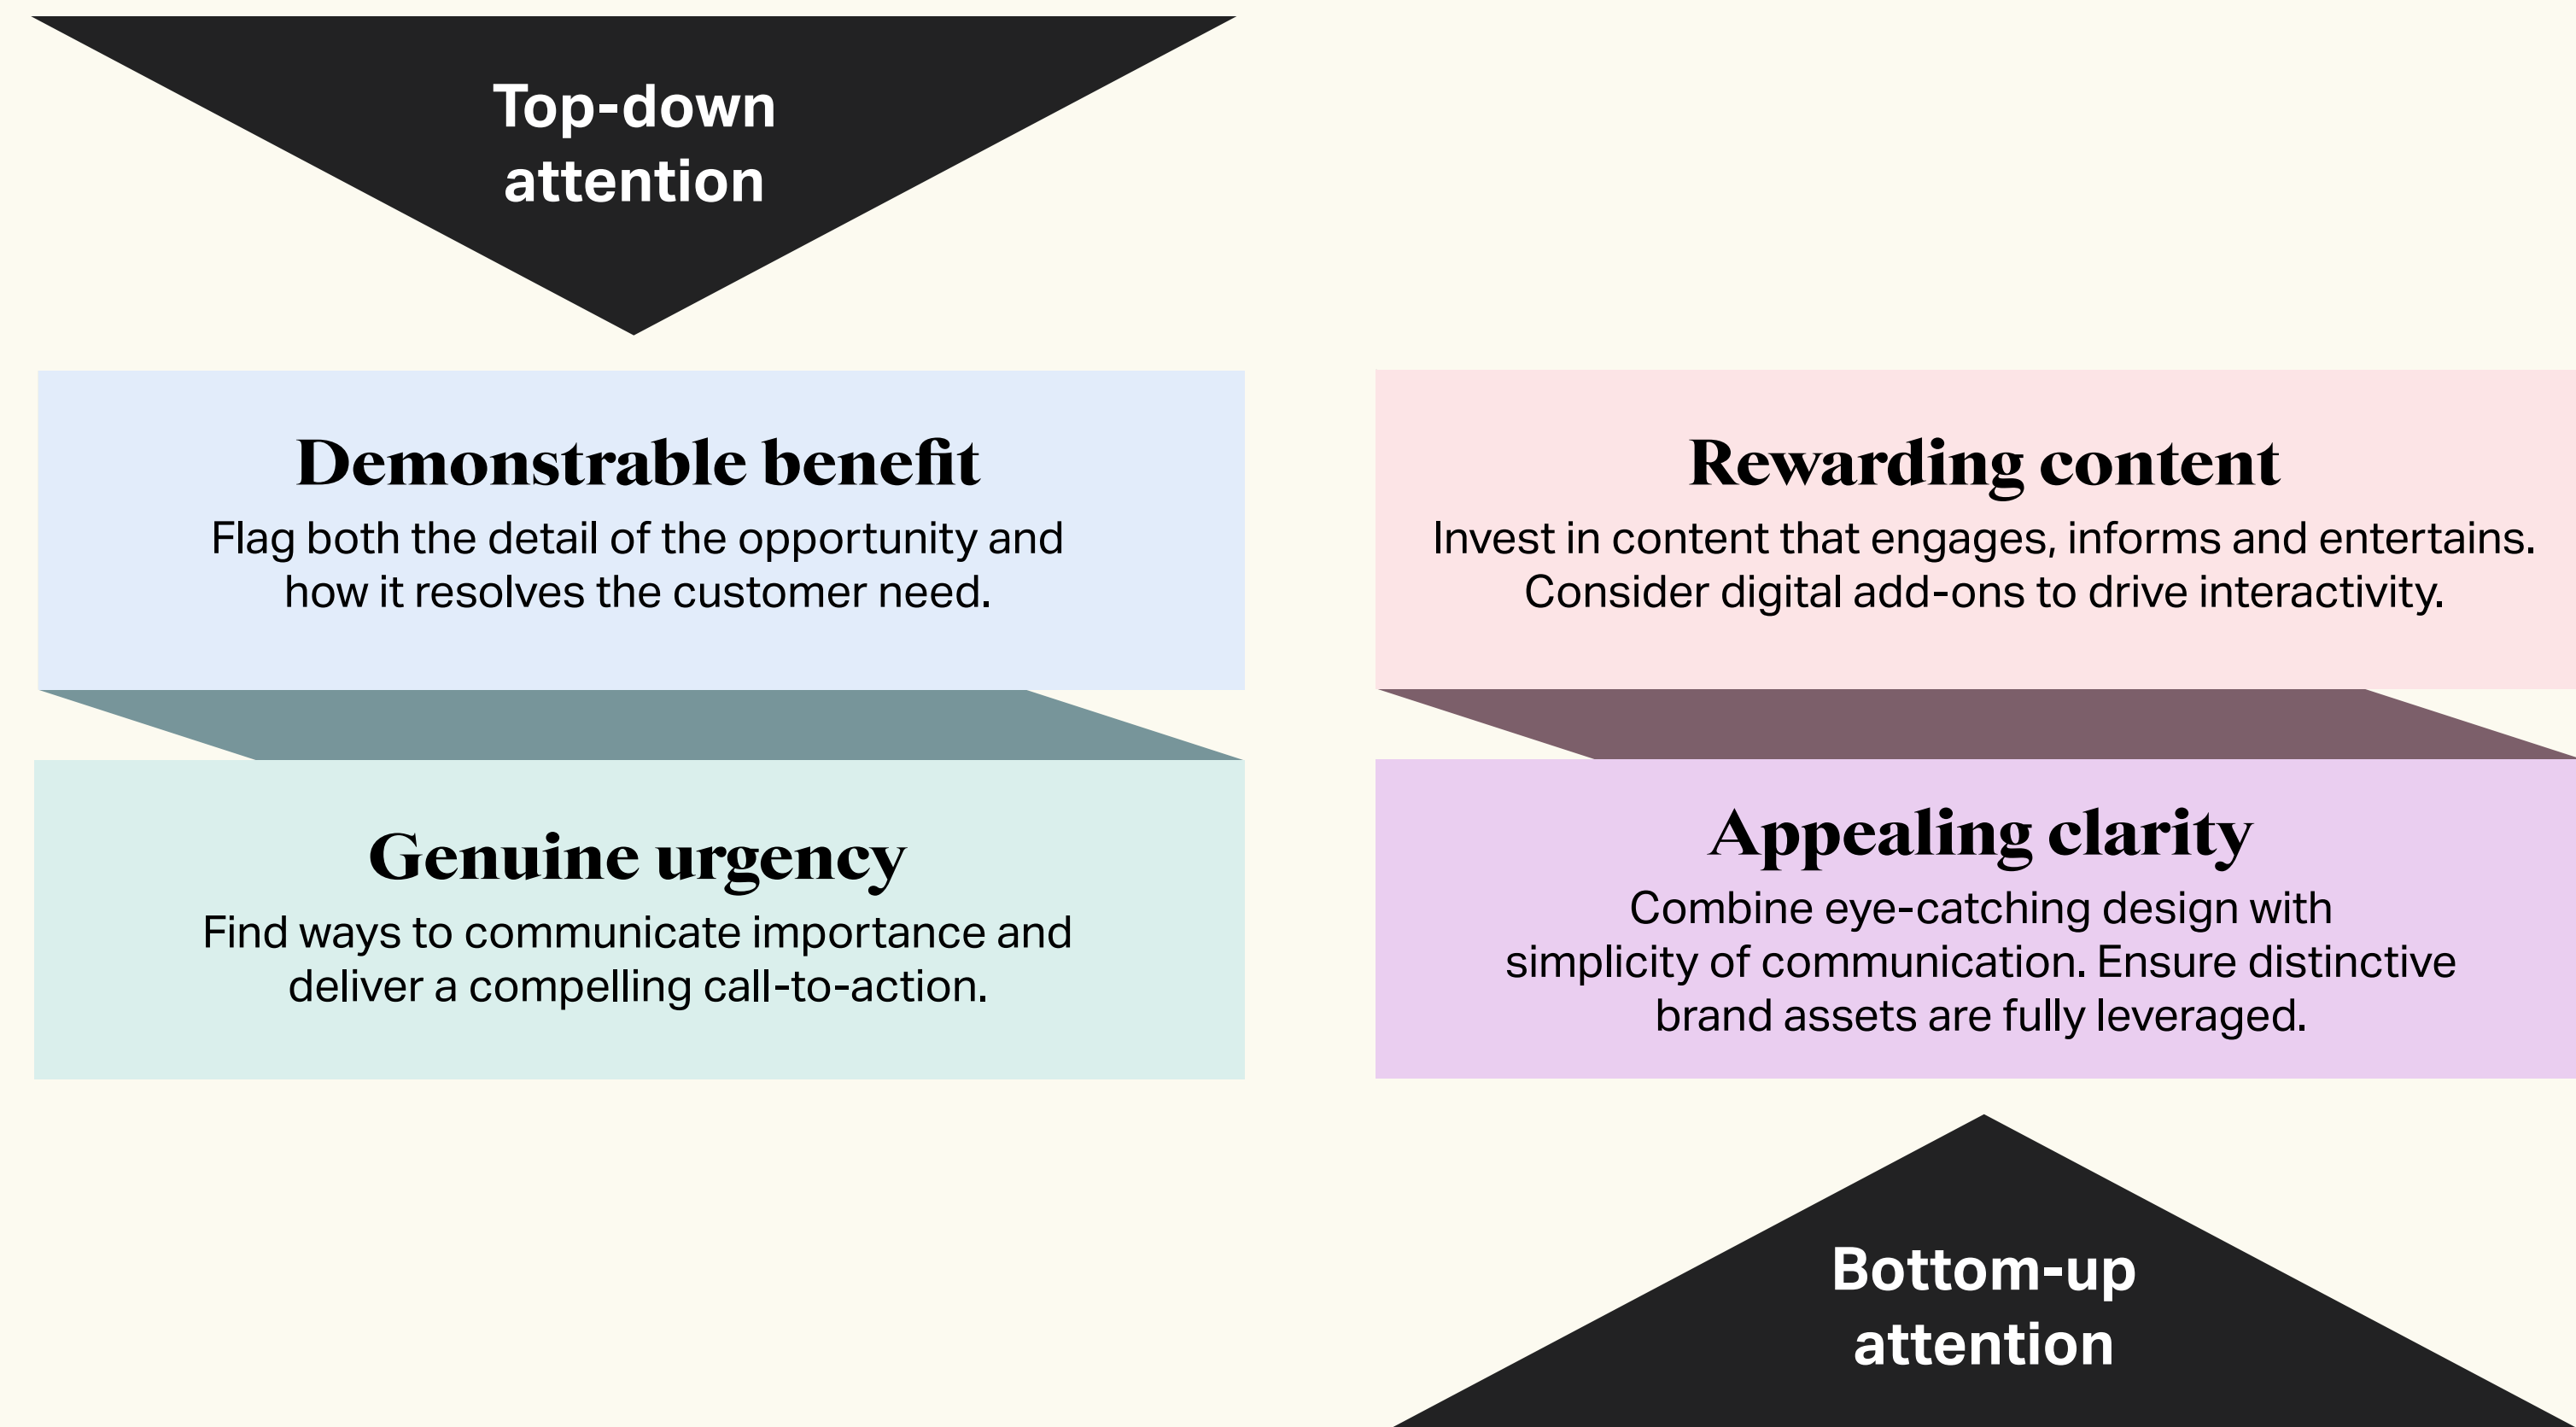 Top-down
attention
Demonstrable benefit
Flag both the detail of the opportunity and
how it resolves the customer need.
Genuine urgency
Find ways to communicate importance and
deliver a compelling call-to-action.
Rewarding content
Invest in content that engages, informs and entertains.
Consider digital add-ons to drive interactivity.
Appealing clarity
Combine eye-catching design with
simplicity of communication. Ensure distinctive
brand assets are fully leveraged.
Bottom-up
attention